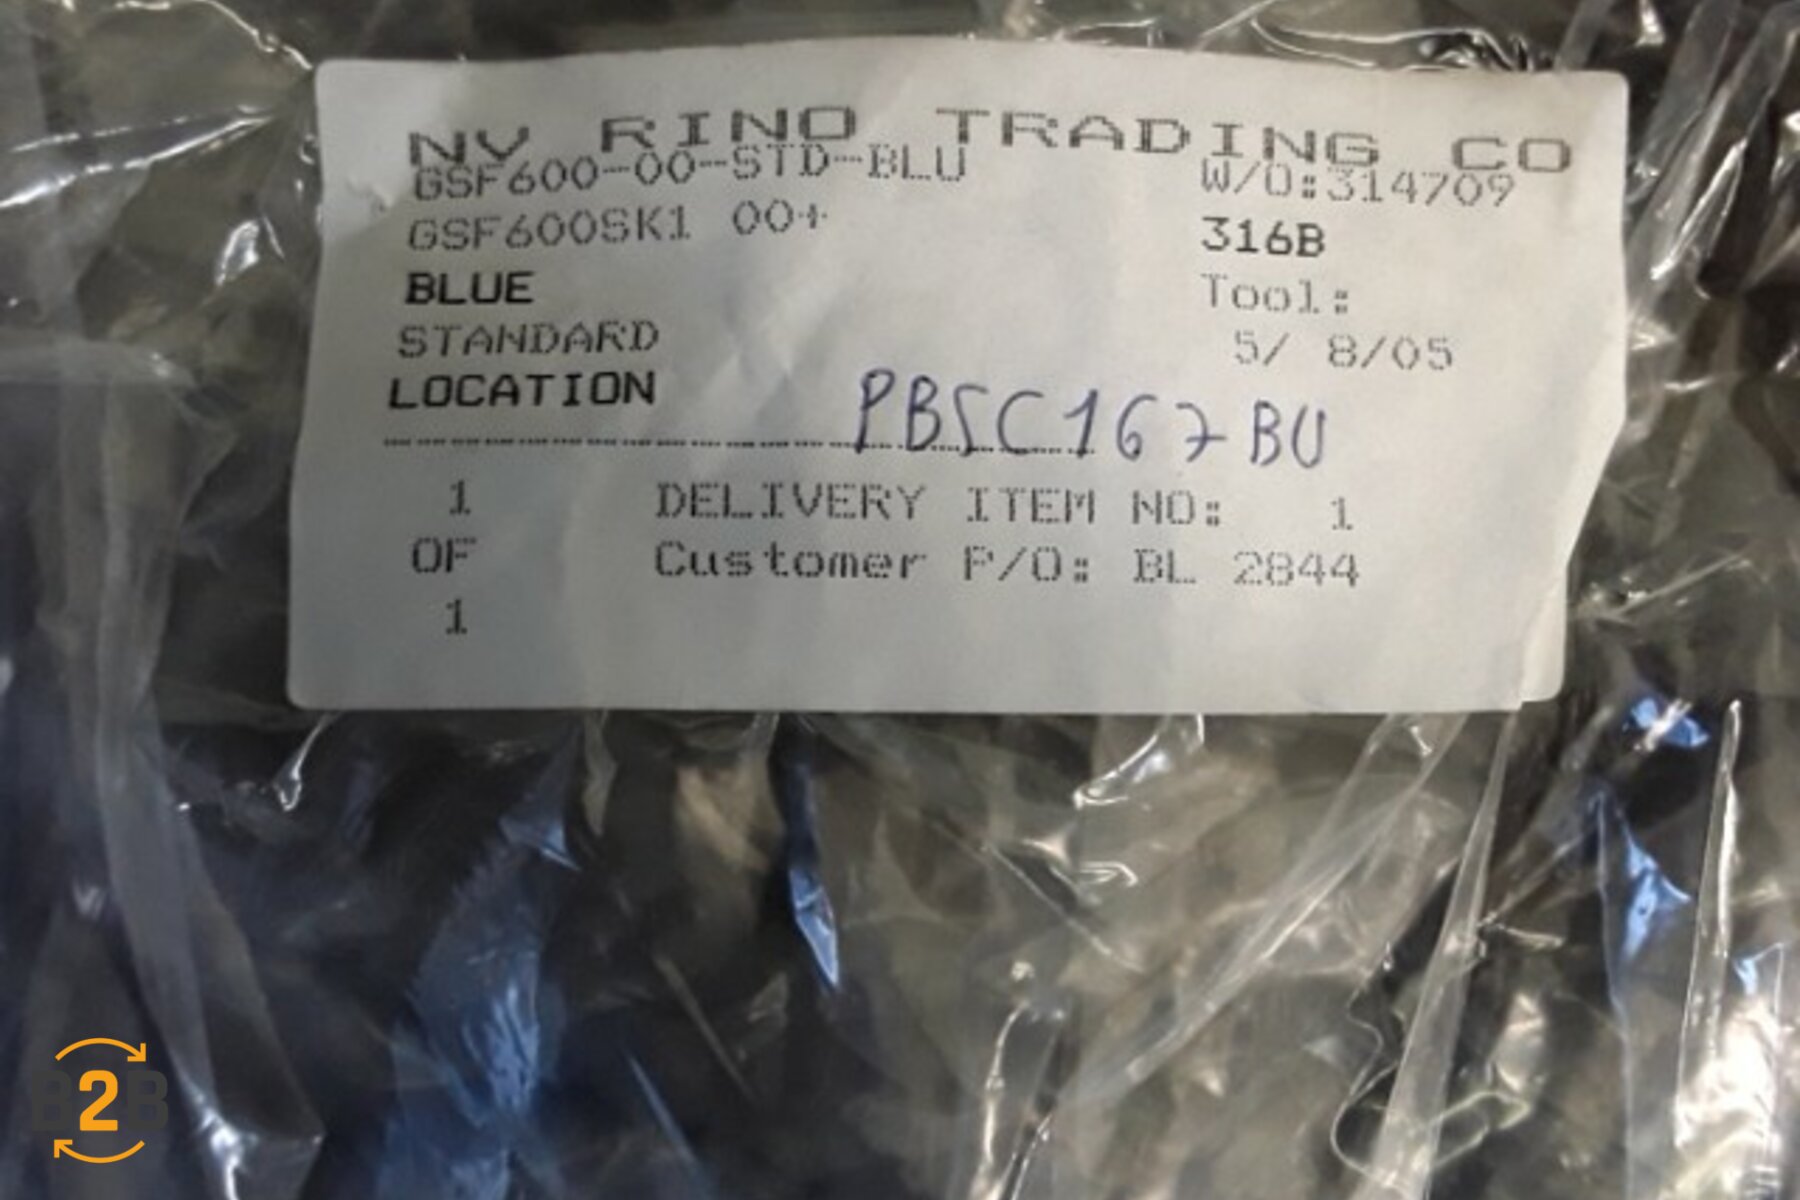 NV RINO TRADING CO
GSF600-00-STD-BLU W/O:314709
GSF600SK1 00+ 316B
BLUE Tool:
STANDARD 5/ 8/05
LOCATION PBSC167BU
1 DELIVERY ITEM NO: 1
OF Customer P/O: BL 2844
1
B2B